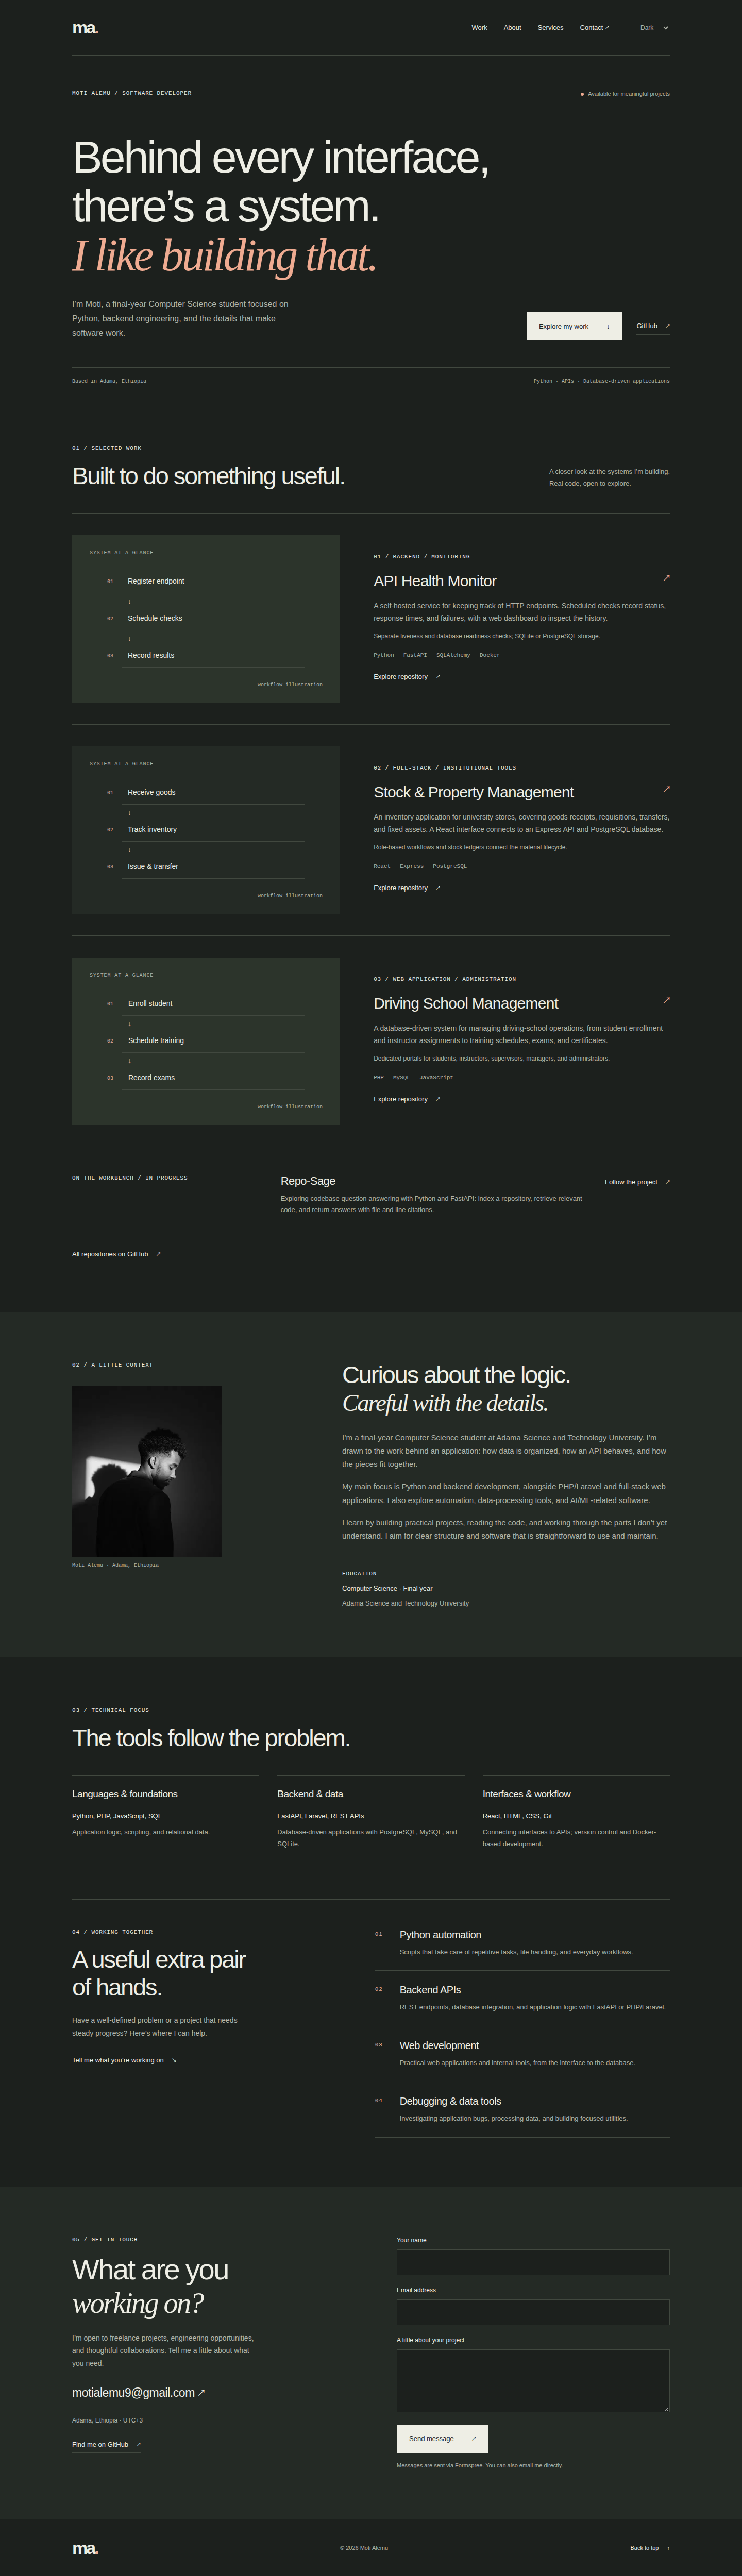 ma.
Work About Services Contact ↗ Dark
MOTI ALEMU / SOFTWARE DEVELOPER
Available for meaningful projects
Behind every interface,
there’s a system.
I like building that.
I’m Moti, a final-year Computer Science student focused on
Python, backend engineering, and the details that make
software work.
Explore my work ↓
GitHub ↗
Based in Adama, Ethiopia
Python · APIs · Database-driven applications
01 / SELECTED WORK
Built to do something useful.
A closer look at the systems I’m building.
Real code, open to explore.
SYSTEM AT A GLANCE
01 Register endpoint
↓
02 Schedule checks
↓
03 Record results
Workflow illustration
01 / BACKEND / MONITORING
API Health Monitor ↗
A self-hosted service for keeping track of HTTP endpoints. Scheduled checks record status,
response times, and failures, with a web dashboard to inspect the history.
Separate liveness and database readiness checks; SQLite or PostgreSQL storage.
Python FastAPI SQLAlchemy Docker
Explore repository ↗
SYSTEM AT A GLANCE
01 Receive goods
↓
02 Track inventory
↓
03 Issue & transfer
Workflow illustration
02 / FULL-STACK / INSTITUTIONAL TOOLS
Stock & Property Management ↗
An inventory application for university stores, covering goods receipts, requisitions, transfers,
and fixed assets. A React interface connects to an Express API and PostgreSQL database.
Role-based workflows and stock ledgers connect the material lifecycle.
React Express PostgreSQL
Explore repository ↗
SYSTEM AT A GLANCE
01 Enroll student
↓
02 Schedule training
↓
03 Record exams
Workflow illustration
03 / WEB APPLICATION / ADMINISTRATION
Driving School Management ↗
A database-driven system for managing driving-school operations, from student enrollment
and instructor assignments to training schedules, exams, and certificates.
Dedicated portals for students, instructors, supervisors, managers, and administrators.
PHP MySQL JavaScript
Explore repository ↗
ON THE WORKBENCH / IN PROGRESS
Repo-Sage
Exploring codebase question answering with Python and FastAPI: index a repository, retrieve relevant
code, and return answers with file and line citations.
Follow the project ↗
All repositories on GitHub ↗
02 / A LITTLE CONTEXT
Moti Alemu · Adama, Ethiopia
Curious about the logic.
Careful with the details.
I’m a final-year Computer Science student at Adama Science and Technology University. I’m
drawn to the work behind an application: how data is organized, how an API behaves, and how
the pieces fit together.
My main focus is Python and backend development, alongside PHP/Laravel and full-stack web
applications. I also explore automation, data-processing tools, and AI/ML-related software.
I learn by building practical projects, reading the code, and working through the parts I don’t yet
understand. I aim for clear structure and software that is straightforward to use and maintain.
EDUCATION
Computer Science · Final year
Adama Science and Technology University
03 / TECHNICAL FOCUS
The tools follow the problem.
Languages & foundations
Python, PHP, JavaScript, SQL
Application logic, scripting, and relational data.
Backend & data
FastAPI, Laravel, REST APIs
Database-driven applications with PostgreSQL, MySQL, and
SQLite.
Interfaces & workflow
React, HTML, CSS, Git
Connecting interfaces to APIs; version control and Docker-
based development.
04 / WORKING TOGETHER
A useful extra pair
of hands.
Have a well-defined problem or a project that needs
steady progress? Here’s where I can help.
Tell me what you’re working on ↘
01 Python automation
Scripts that take care of repetitive tasks, file handling, and everyday workflows.
02 Backend APIs
REST endpoints, database integration, and application logic with FastAPI or PHP/Laravel.
03 Web development
Practical web applications and internal tools, from the interface to the database.
04 Debugging & data tools
Investigating application bugs, processing data, and building focused utilities.
05 / GET IN TOUCH
What are you
working on?
I’m open to freelance projects, engineering opportunities,
and thoughtful collaborations. Tell me a little about what
you need.
motialemu9@gmail.com ↗
Adama, Ethiopia · UTC+3
Find me on GitHub ↗
Your name
Email address
A little about your project
Send message ↗
Messages are sent via Formspree. You can also email me directly.
ma.
© 2026 Moti Alemu
Back to top ↑